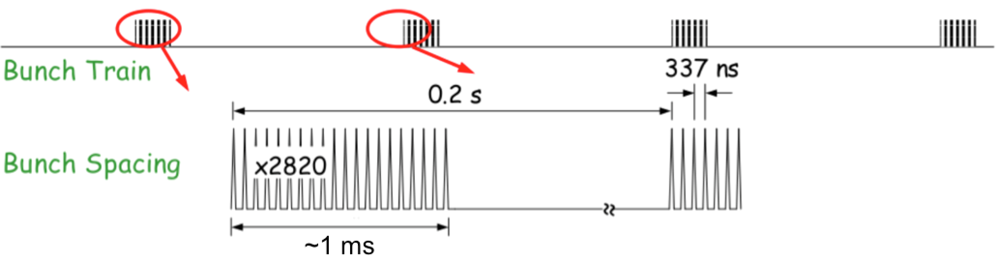 Bunch Train
337 ns
0.2 s
Bunch Spacing
x2820
~1 ms